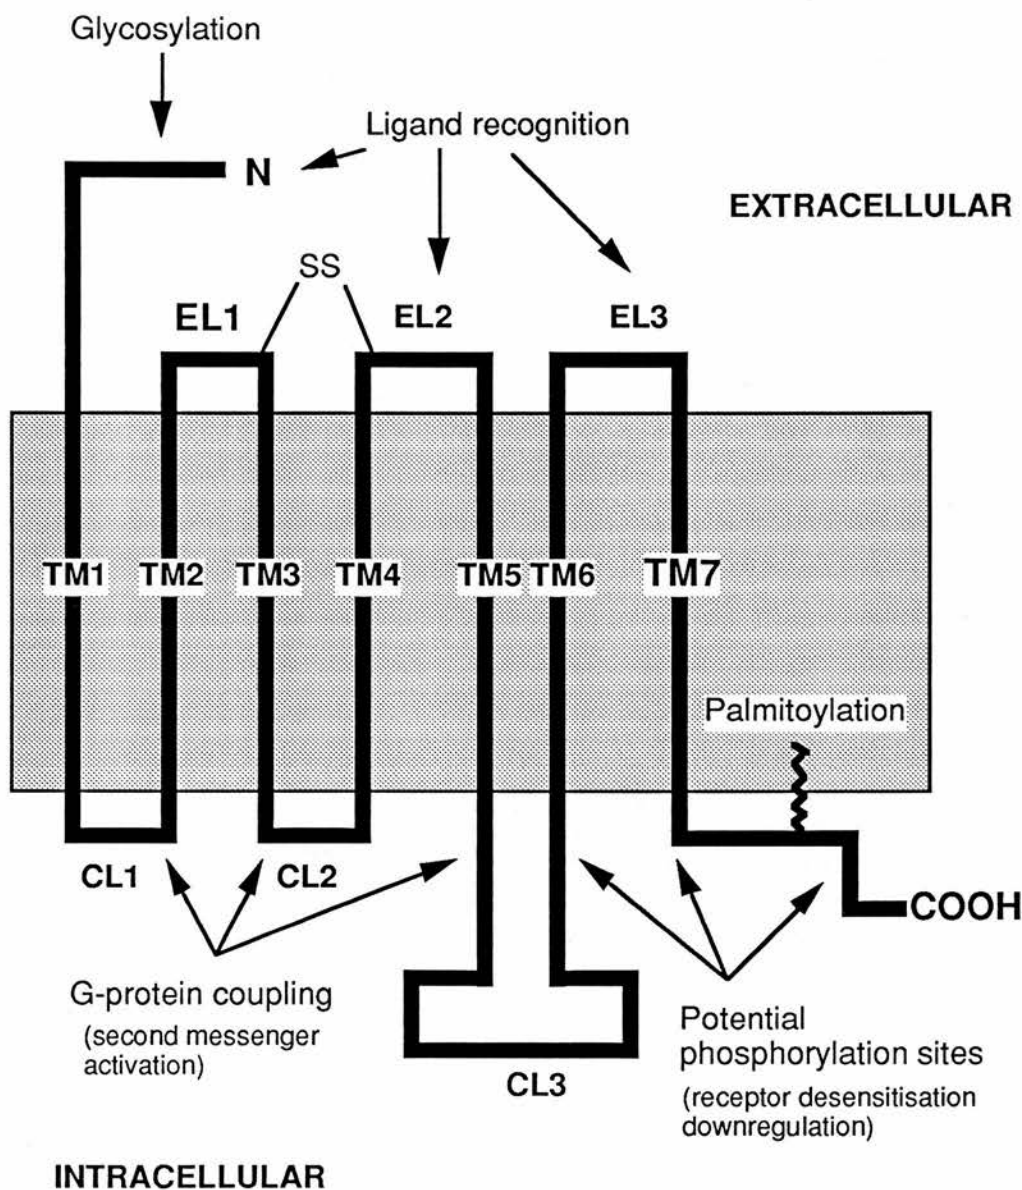 Glycosylation
Ligand recognition
N
EXTRACELLULAR
SS
EL1
EL2
EL3
TM1
TM2
TM3
TM4
TM5
TM6
TM7
Palmitoylation
CL1
CL2
COOH
G-protein coupling
(second messenger
activation)
Potential
phosphorylation sites
(receptor desensitisation
downregulation)
CL3
INTRACELLULAR